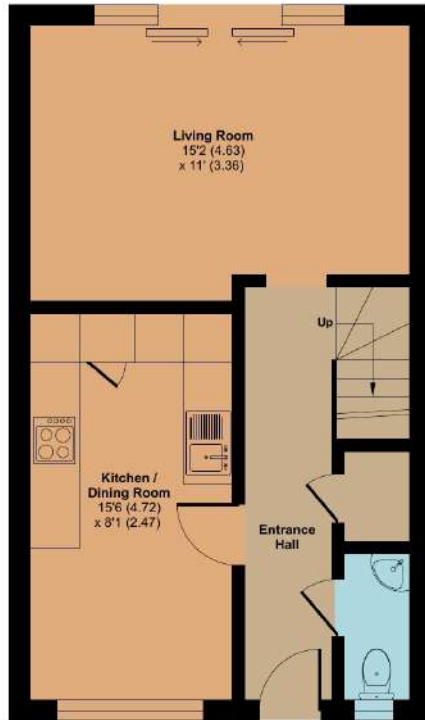 Living Room
15'2 (4.63)
x 11' (3.36)
Up
Kitchen /
Dining Room
15'6 (4.72)
x 8'1 (2.47)
Entrance
Hall